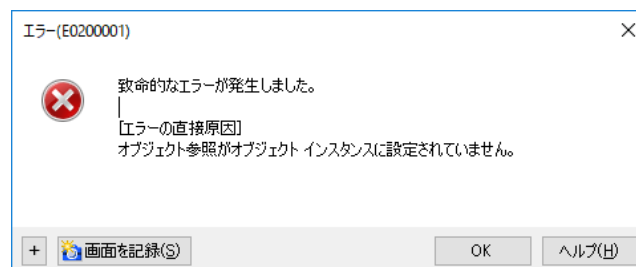 エラー(E0200001)
致命的なエラーが発生しました。
[エラーの直接原因]
オブジェクト参照がオブジェクト インスタンスに設定されていません。
+ 画面を記録(S) OK ヘルプ(H)